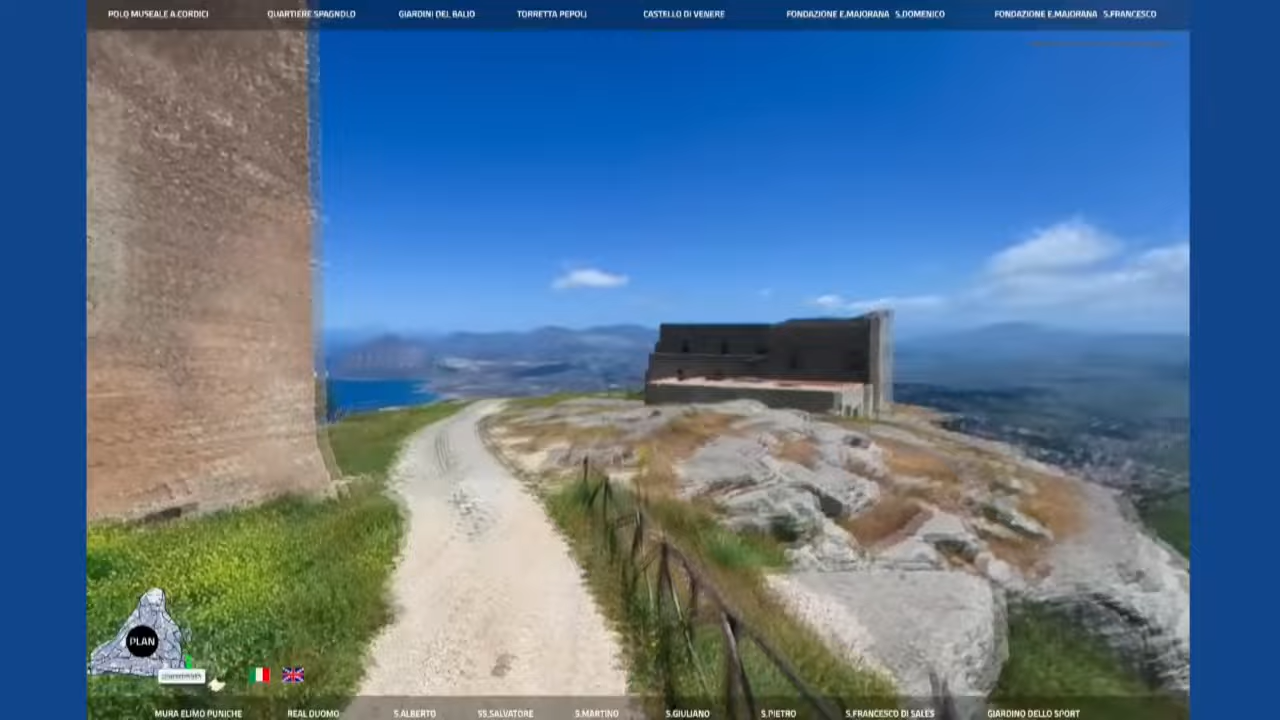 POLO MUSEALE A.CORDICI QUARTIERE SPAGNOLO GIARDINI DEL BALIO TORRETTA PEPOLI CASTELLO DI VENERE FONDAZIONE E.MAJORANA S.DOMENICO FONDAZIONE E.MAJORANA S.FRANCESCO
PLAN
MURA ELIMO PUNICHE REAL DUOMO S.ALBERTO SS.SALVATORE S.MARTINO S.GIULIANO S.PIETRO S.FRANCESCO DI SALES GIARDINO DELLO SPORT